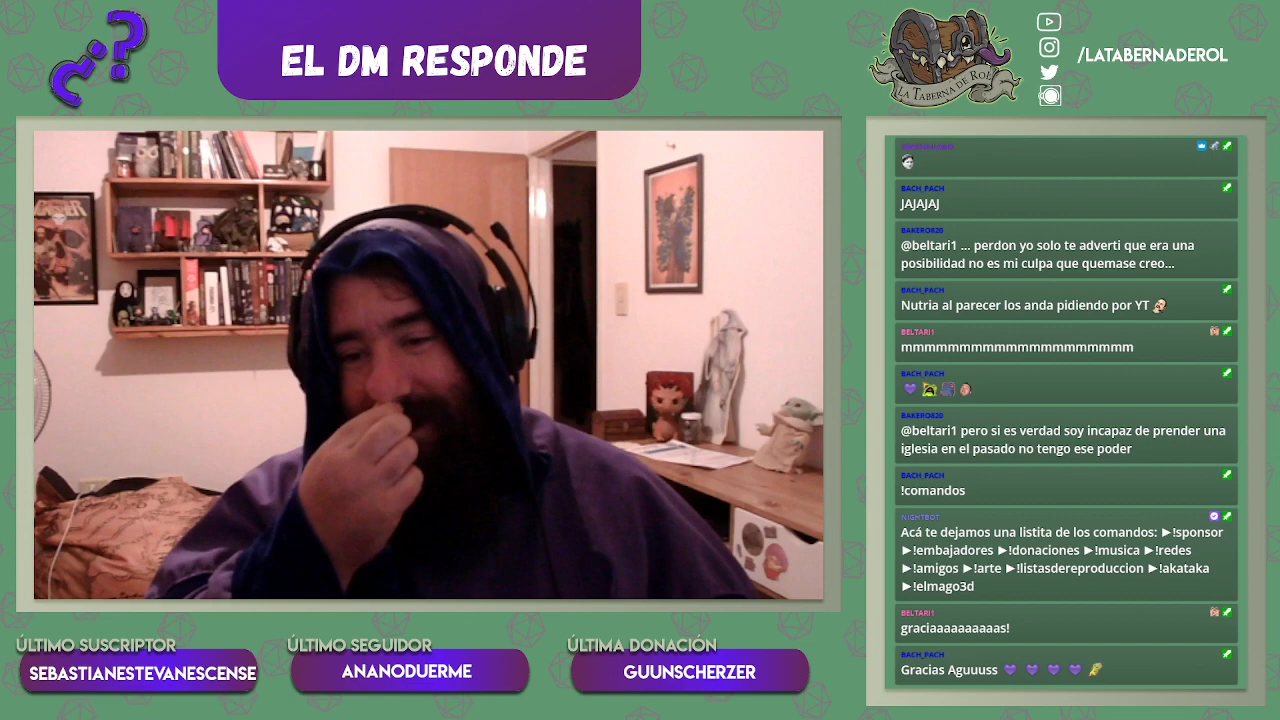 EL DM RESPONDE
LA TABERNA DE ROL
/LATABERNADEROL
BACH_PACH
JAJAJAJ
BAKERO820
@beltari1 ... perdon yo solo te adverti que era una
posibilidad no es mi culpa que quemase creo...
BACH_PACH
Nutria al parecer los anda pidiendo por YT
BELTARI1
mmmmmmmmmmmmmmmmmmmm
BACH_PACH
BAKERO820
@beltari1 pero si es verdad soy incapaz de prender una
iglesia en el pasado no tengo ese poder
BACH_PACH
!comandos
NIGHTBOT
Acá te dejamos una listita de los comandos: ►!sponsor
►!embajadores ►!donaciones ►!musica ►!redes
►!amigos ►!arte ►!listasdereproduccion ►!akataka
►!elmago3d
BELTARI1
graciaaaaaaaaas!
BACH_PACH
Gracias Aguuuss
ÚLTIMO SUSCRIPTOR
SEBASTIANESTEVANESCENSE
ÚLTIMO SEGUIDOR
ANANODUERME
ÚLTIMA DONACIÓN
GUUNSCHERZER